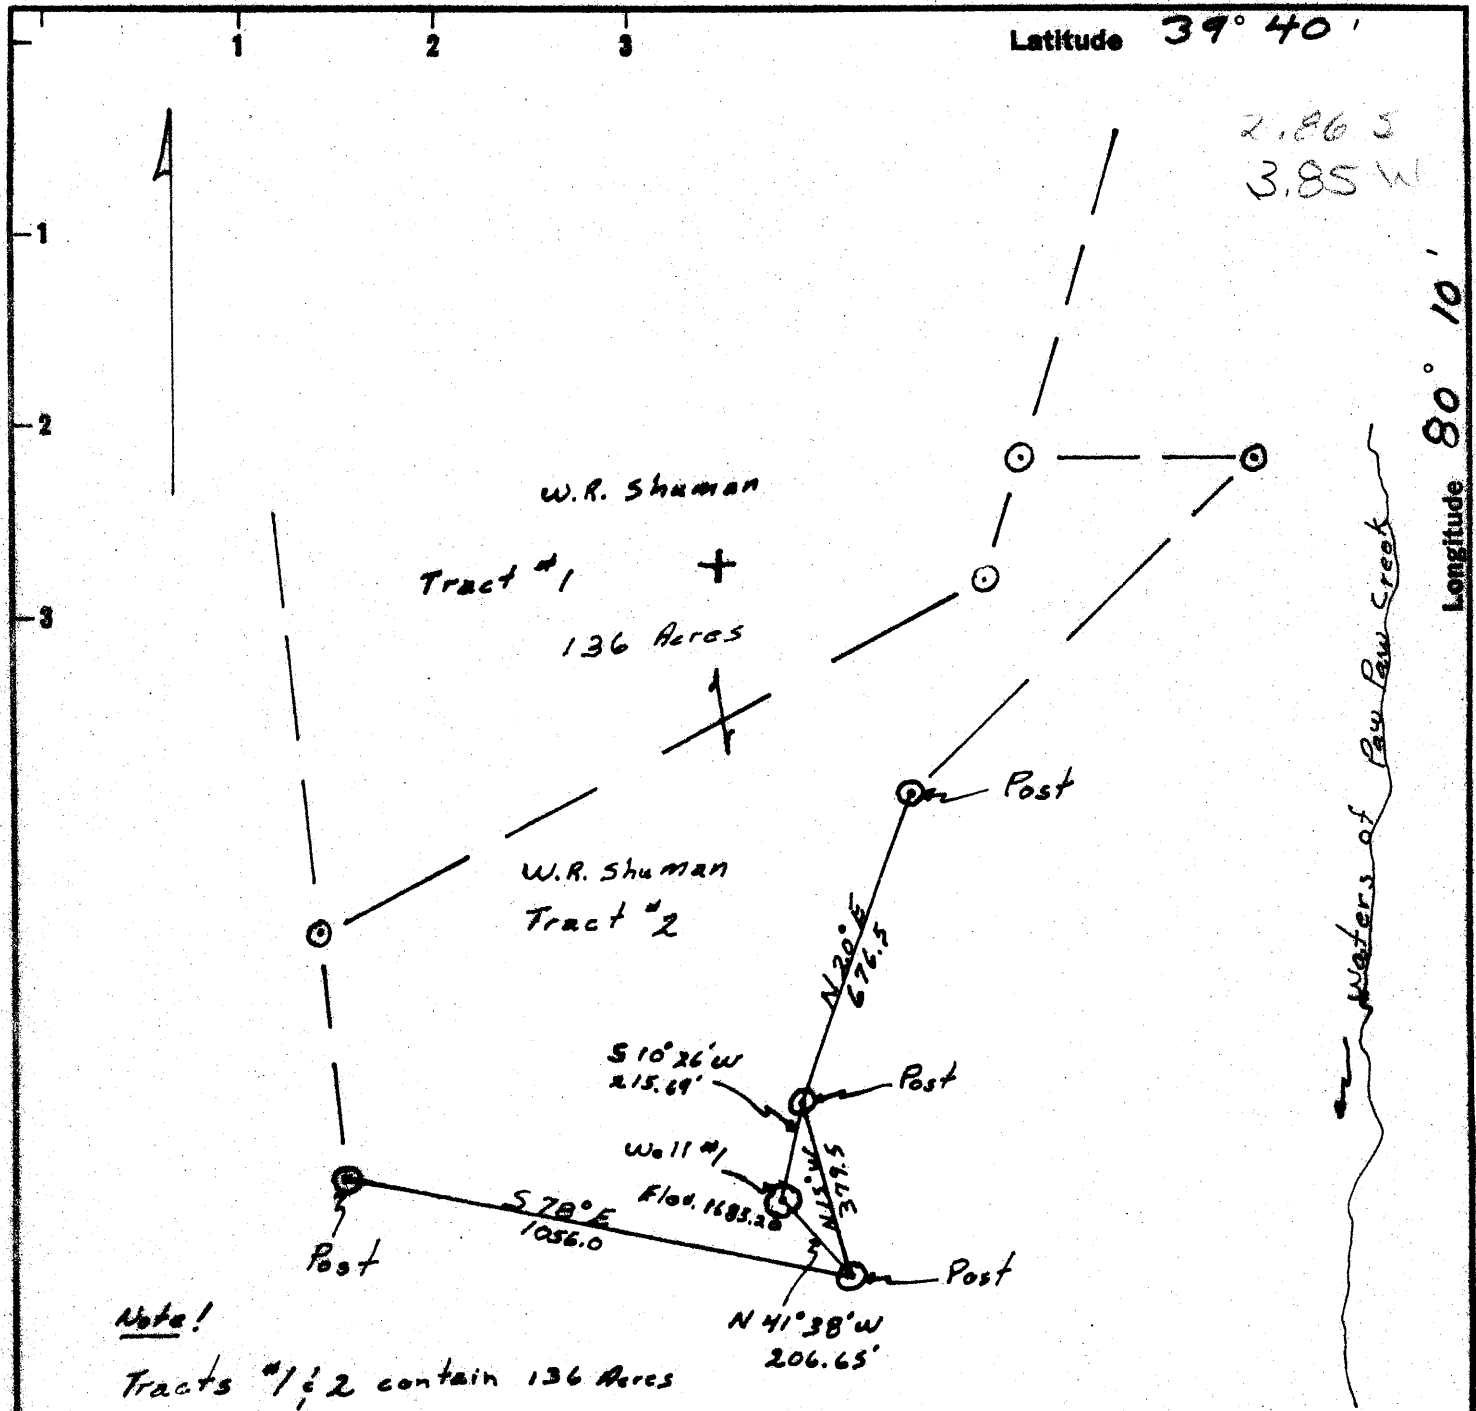 1 2 3
Latitude 39° 40'
2.86 S
3.85 W
1
2
3
Longitude 80° 10'
W.R. Shuman
Tract #1
136 Acres
Waters of Paw Paw Creek
Post
W.R. Shuman
Tract #2
N 20° E
676.5
S 10° 26' W
215.69'
Post
Well #1
Elev. 1683.20
N 15° W
379.5
S 78° E
1056.0
Post
Post
N 41° 38' W
206.65'
Note!
Tracts #1 & 2 contain 136 Acres